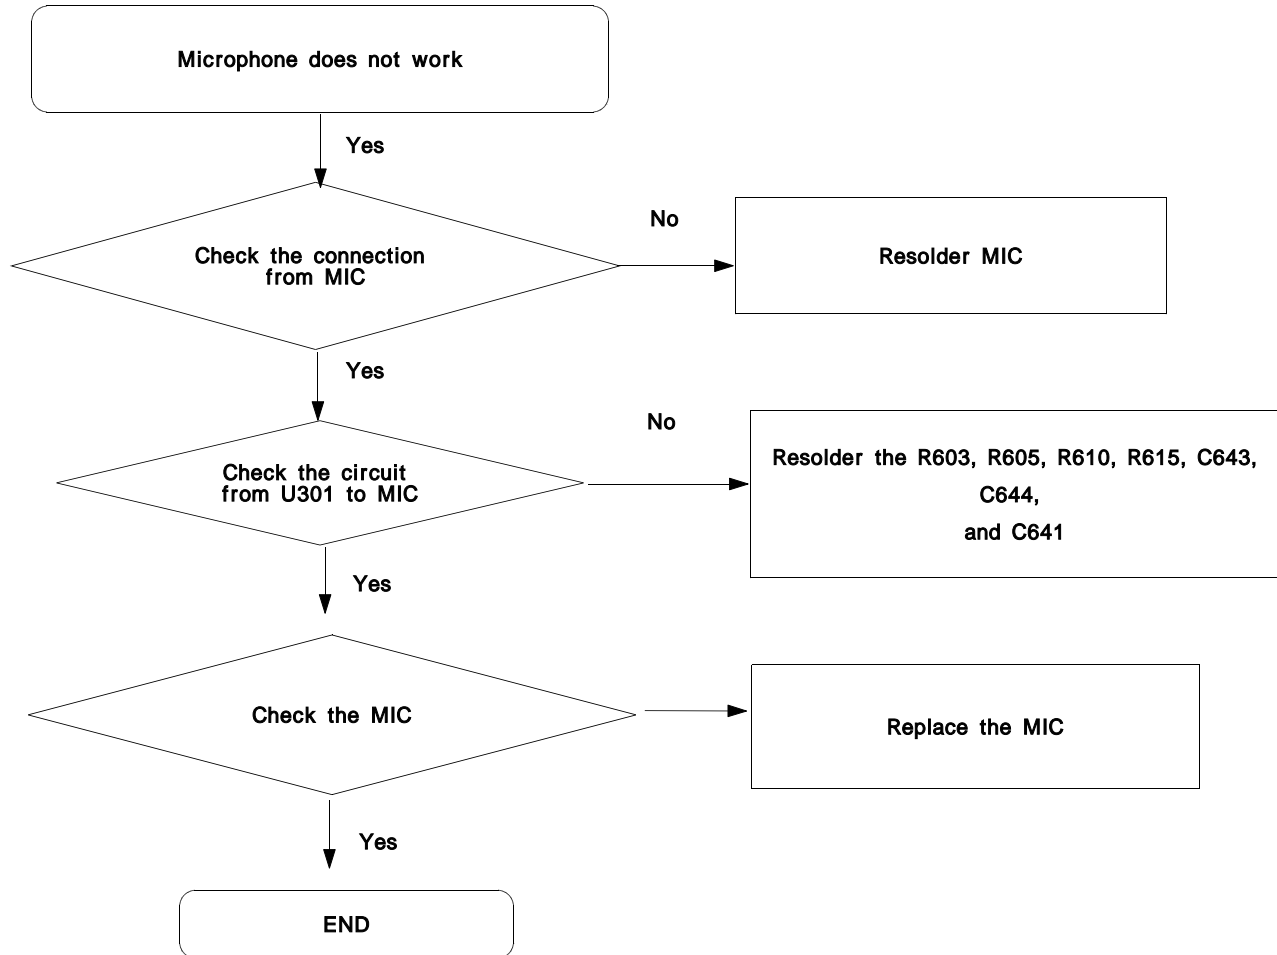 Microphone does not work
Yes
Check the connection
from MIC
No
Resolder MIC
Yes
Check the circuit
from U301 to MIC
No
Resolder the R603, R605, R610, R615, C643,
C644,
and C641
Yes
Check the MIC
Replace the MIC
Yes
END